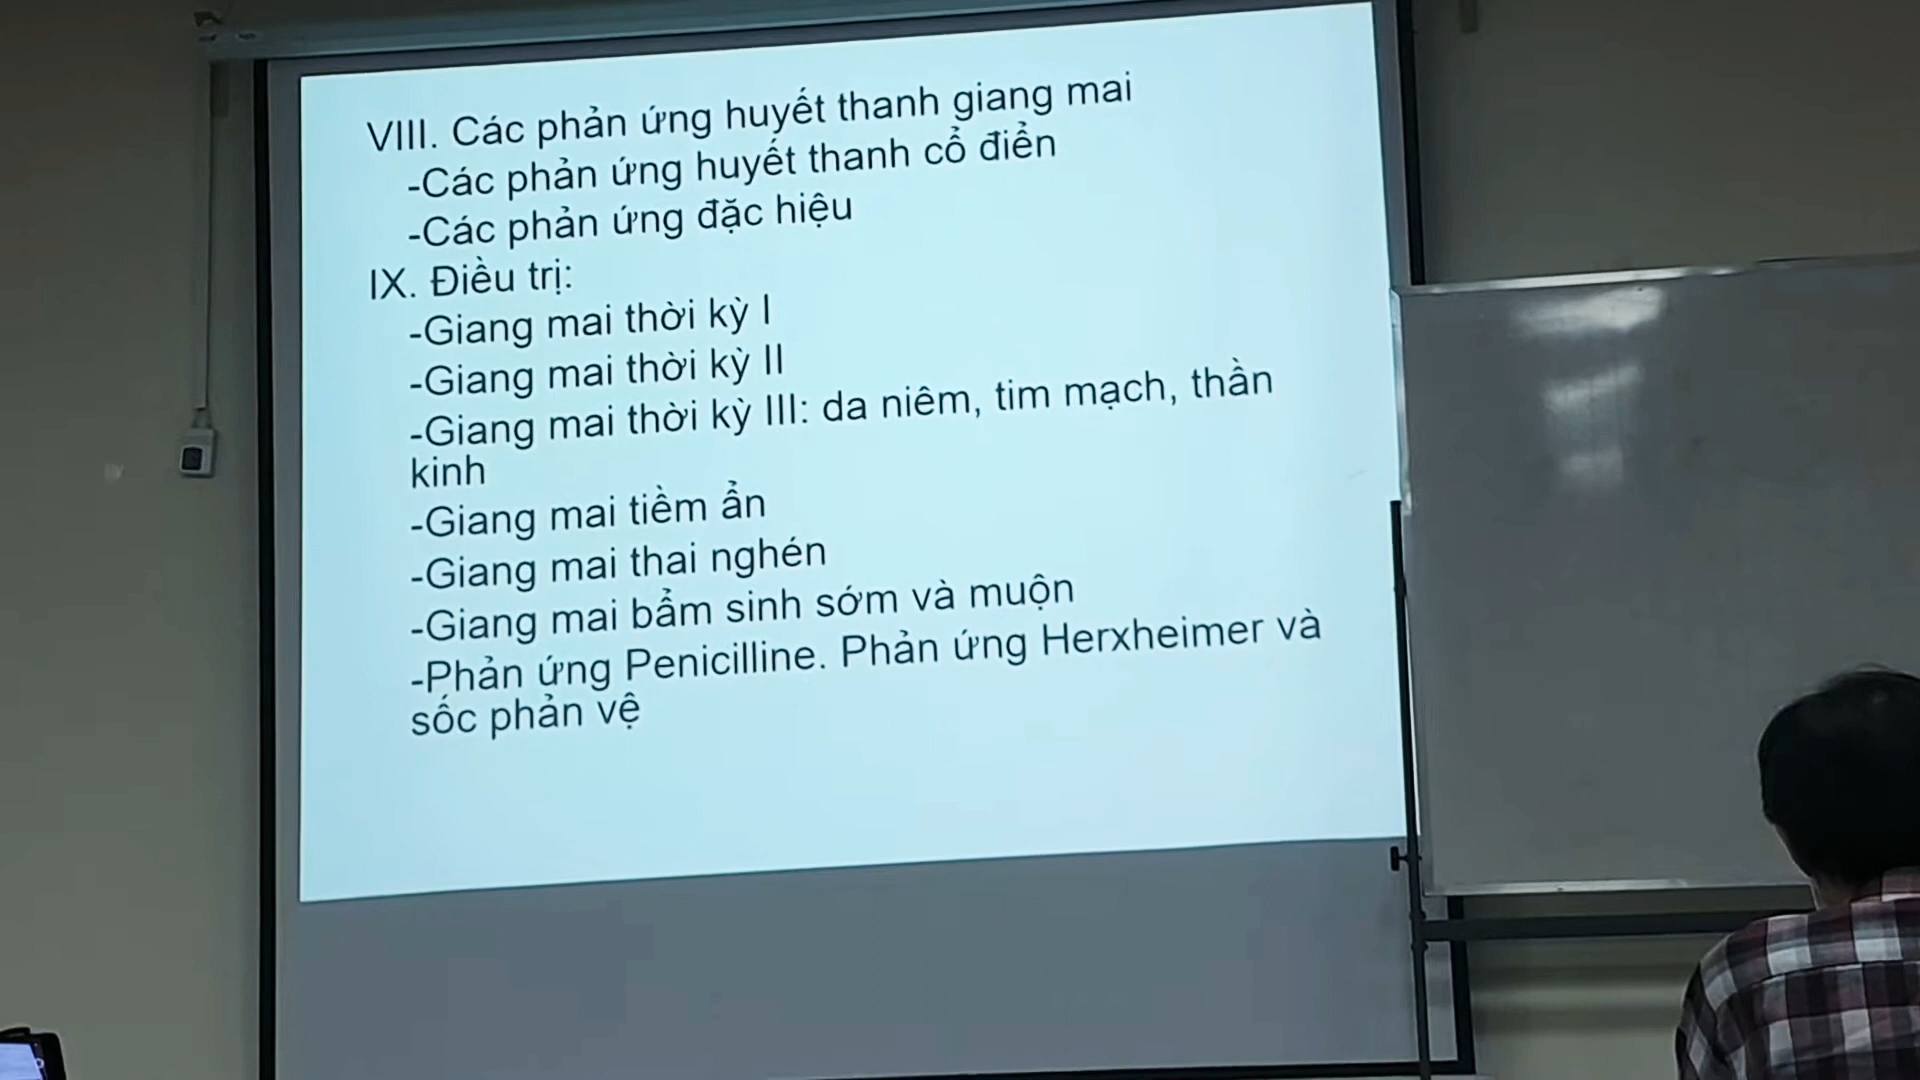 VIII. Các phản ứng huyết thanh giang mai
-Các phản ứng huyết thanh cổ điển
-Các phản ứng đặc hiệu
IX. Điều trị:
-Giang mai thời kỳ I
-Giang mai thời kỳ II
-Giang mai thời kỳ III: da niêm, tim mạch, thần
kinh
-Giang mai tiềm ẩn
-Giang mai thai nghén
-Giang mai bẩm sinh sớm và muộn
-Phản ứng Penicilline. Phản ứng Herxheimer và
sốc phản vệ